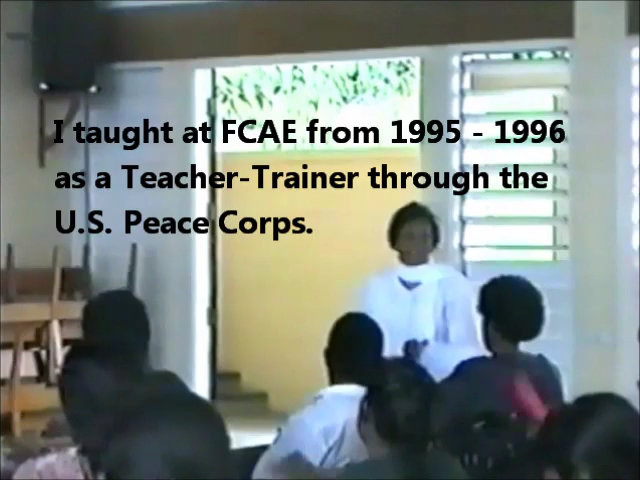 I taught at FCAE from 1995 - 1996
as a Teacher-Trainer through the
U.S. Peace Corps.